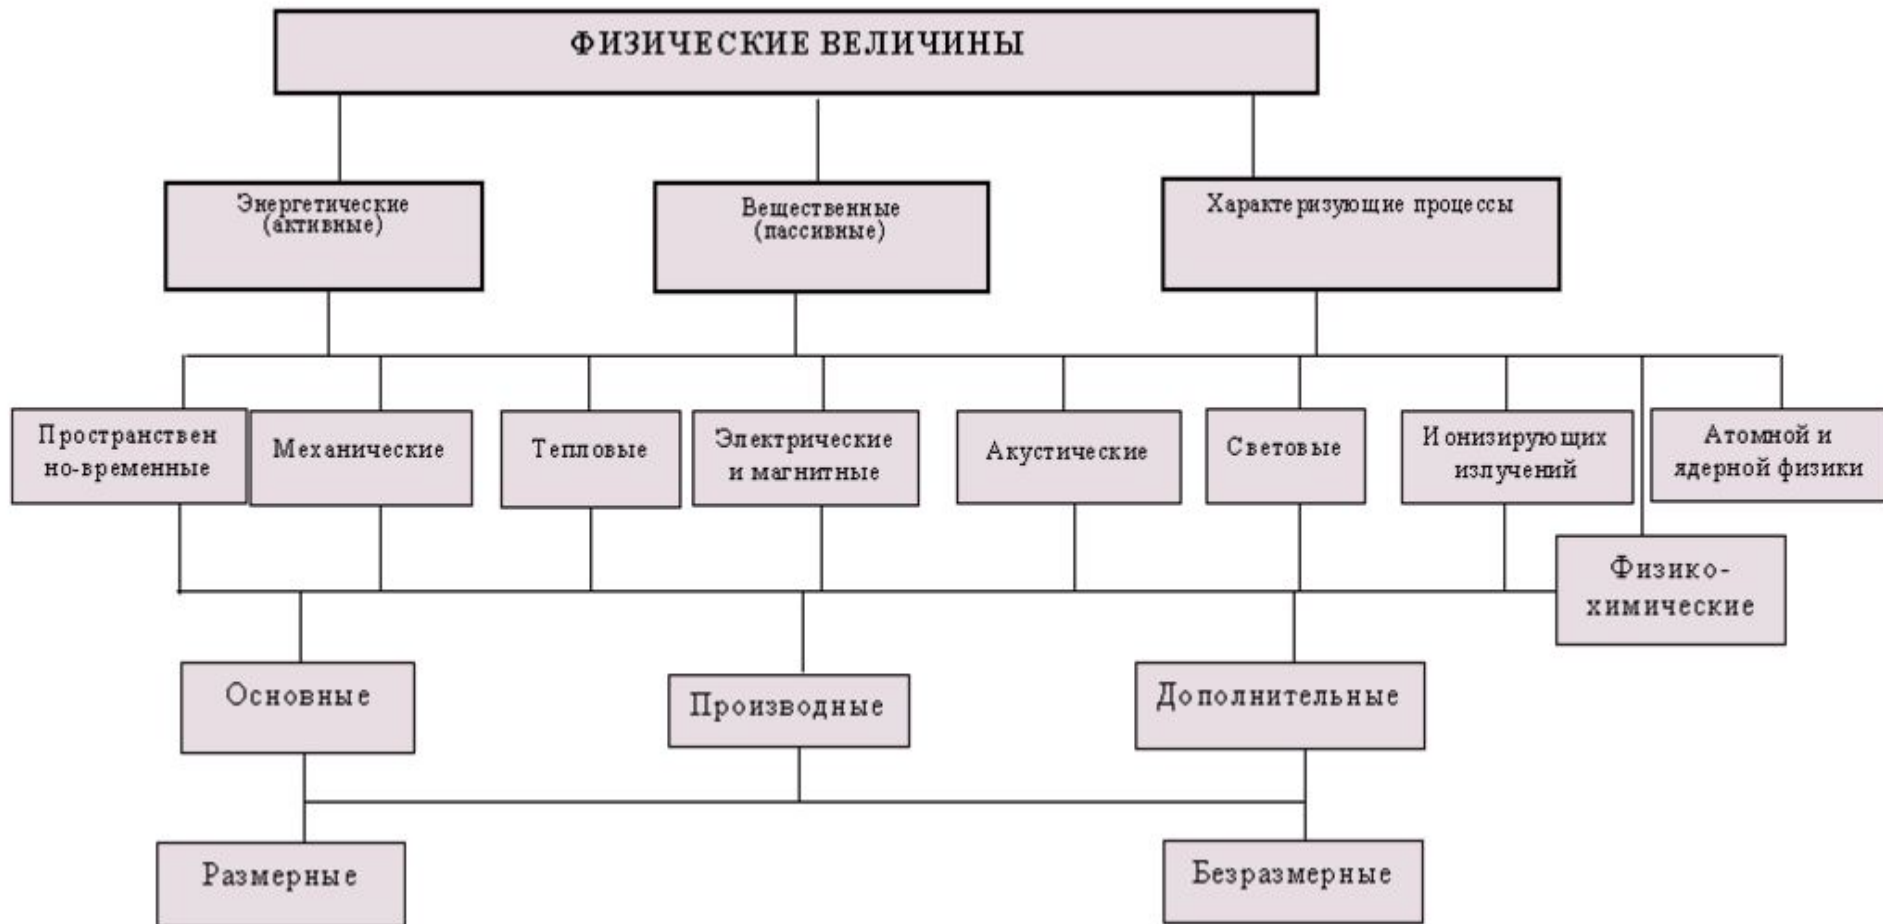 ФИЗИЧЕСКИЕ ВЕЛИЧИНЫ
Энергетические
(активные)
Вещественные
(пассивные)
Характеризующие процессы
Пространствен
но-временные
Механические
Тепловые
Электрические
и магнитные
Акустические
Световые
Ионизирующих
излучений
Атомной и
ядерной физики
Физико-
химические
Основные
Производные
Дополнительные
Размерные
Безразмерные